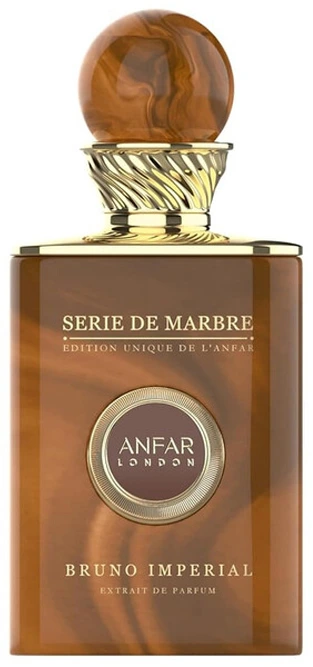 SERIE DE MARBRE
EDITION UNIQUE DE L'ANFAR
ANFAR
LONDON
BRUNO IMPERIAL
EXTRAIT DE PARFUM